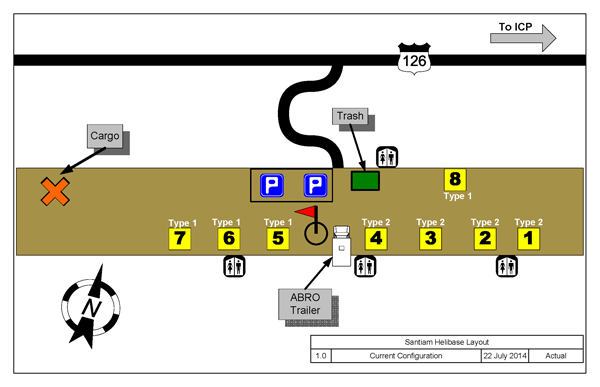 To ICP
126
Trash
Cargo
P P
8
Type 1
Type 1 Type 1 Type 1 Type 2 Type 2 Type 2 Type 2
7 6 5 4 3 2 1
ABRO
Trailer
N
Santiam Helibase Layout
1.0 Current Configuration 22 July 2014 Actual